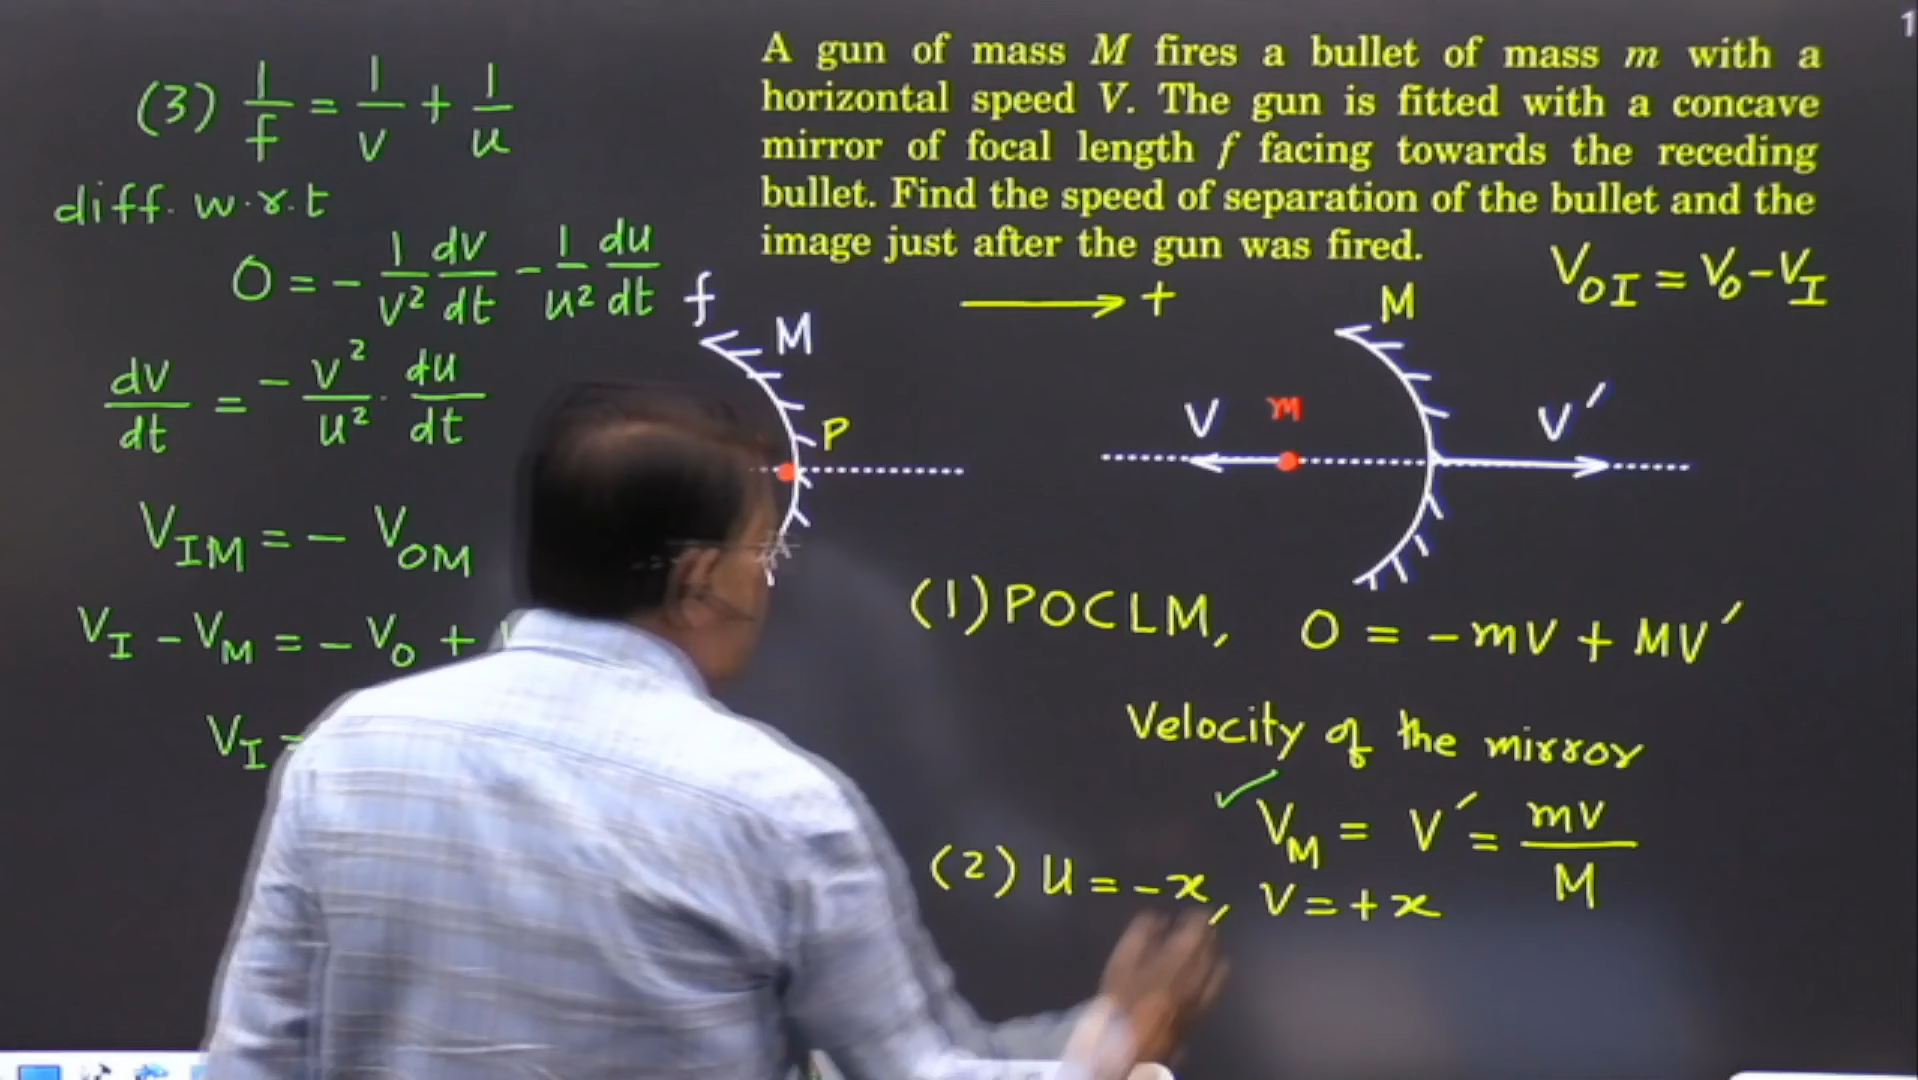 1
A gun of mass M fires a bullet of mass m with a
horizontal speed V. The gun is fitted with a concave
mirror of focal length f facing towards the receding
bullet. Find the speed of separation of the bullet and the
image just after the gun was fired.
V_OI = V_O - V_I
(3) 1/f = 1/v + 1/u
diff. w.r.t
0 = - 1/v² dv/dt - 1/u² du/dt
dv/dt = - v²/u² . du/dt
V_IM = - V_OM
V_I - V_M = - V_O +
V_I =
f
M
P
→ +
M
V m V′
(1) POCLM, 0 = - mV + MV′
Velocity of the mirror
✓ V_M = V′ = mV/M
(2) u = -x, v = +x